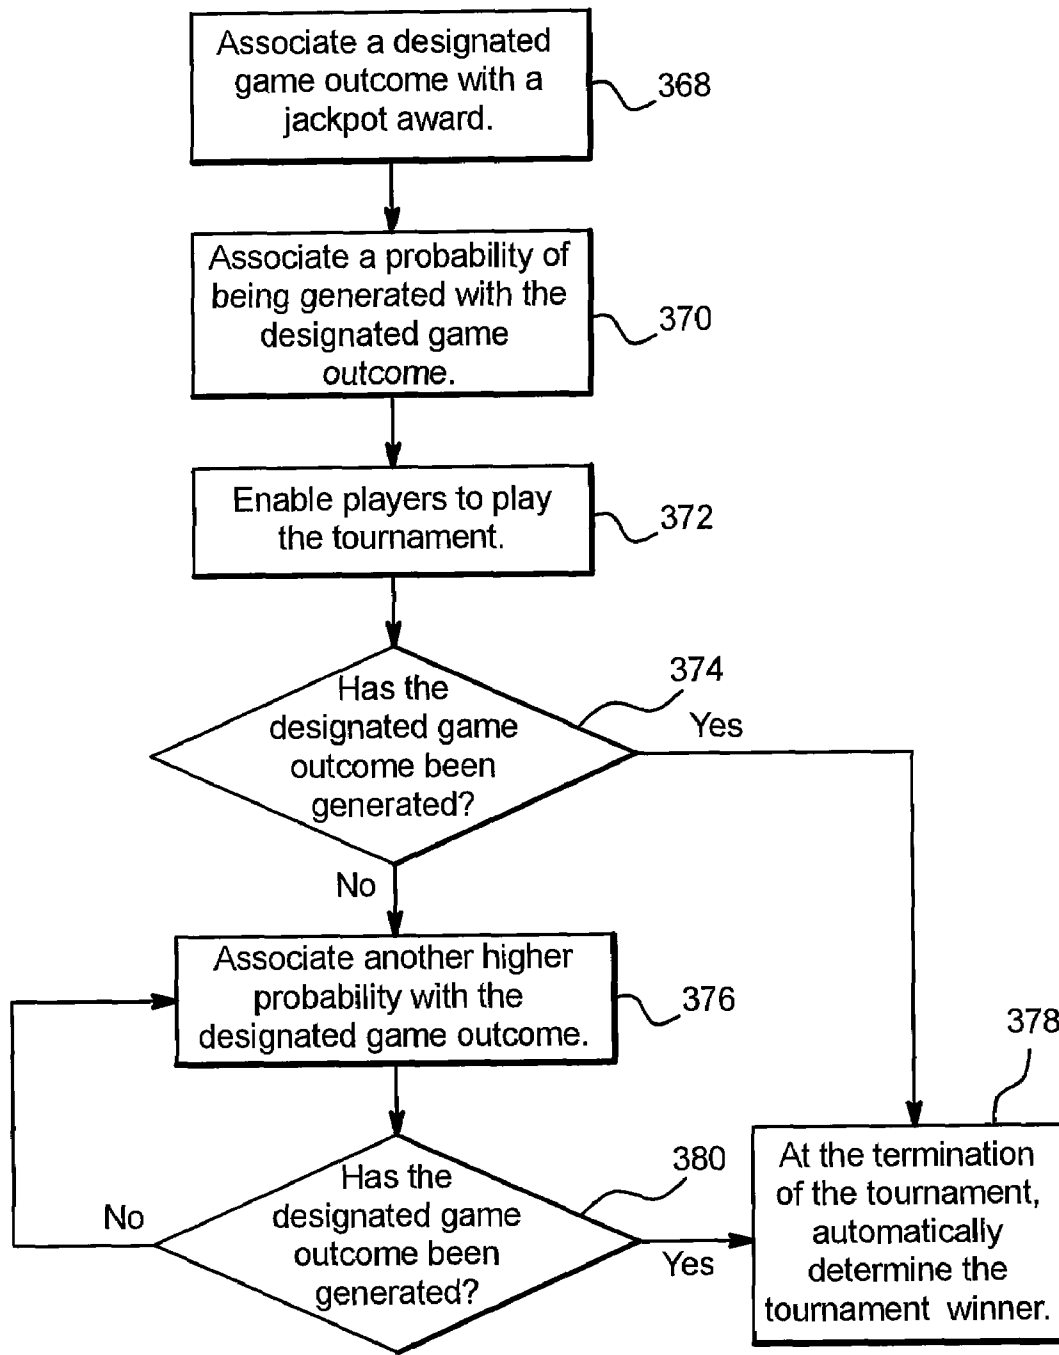 Associate a designated
game outcome with a
jackpot award.
368
Associate a probability of
being generated with the
designated game
outcome.
370
Enable players to play
the tournament.
372
Has the
designated game
outcome been
generated?
374
Yes
No
Associate another higher
probability with the
designated game outcome.
376
378
Has the
designated game
outcome been
generated?
380
No
Yes
At the termination
of the tournament,
automatically
determine the
tournament winner.